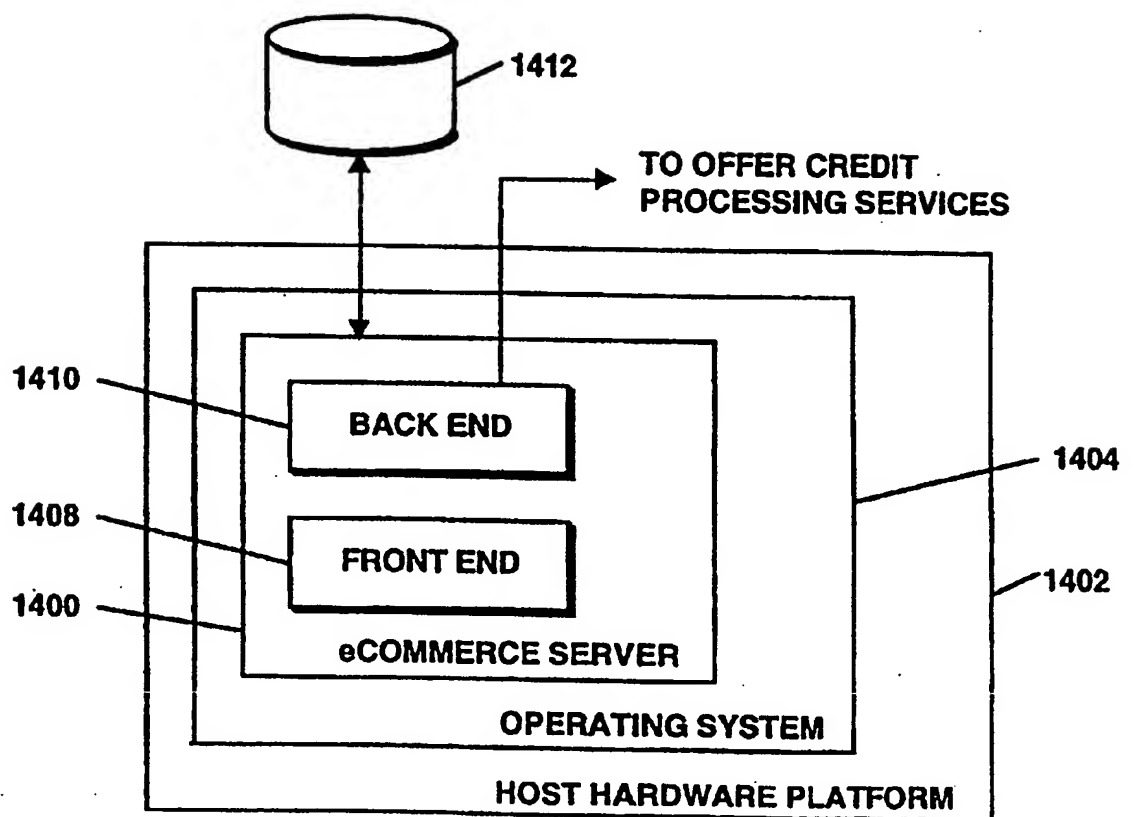 1412
TO OFFER CREDIT
PROCESSING SERVICES
1410
BACK END
1404
1408
FRONT END
1402
1400
eCOMMERCE SERVER
OPERATING SYSTEM
HOST HARDWARE PLATFORM